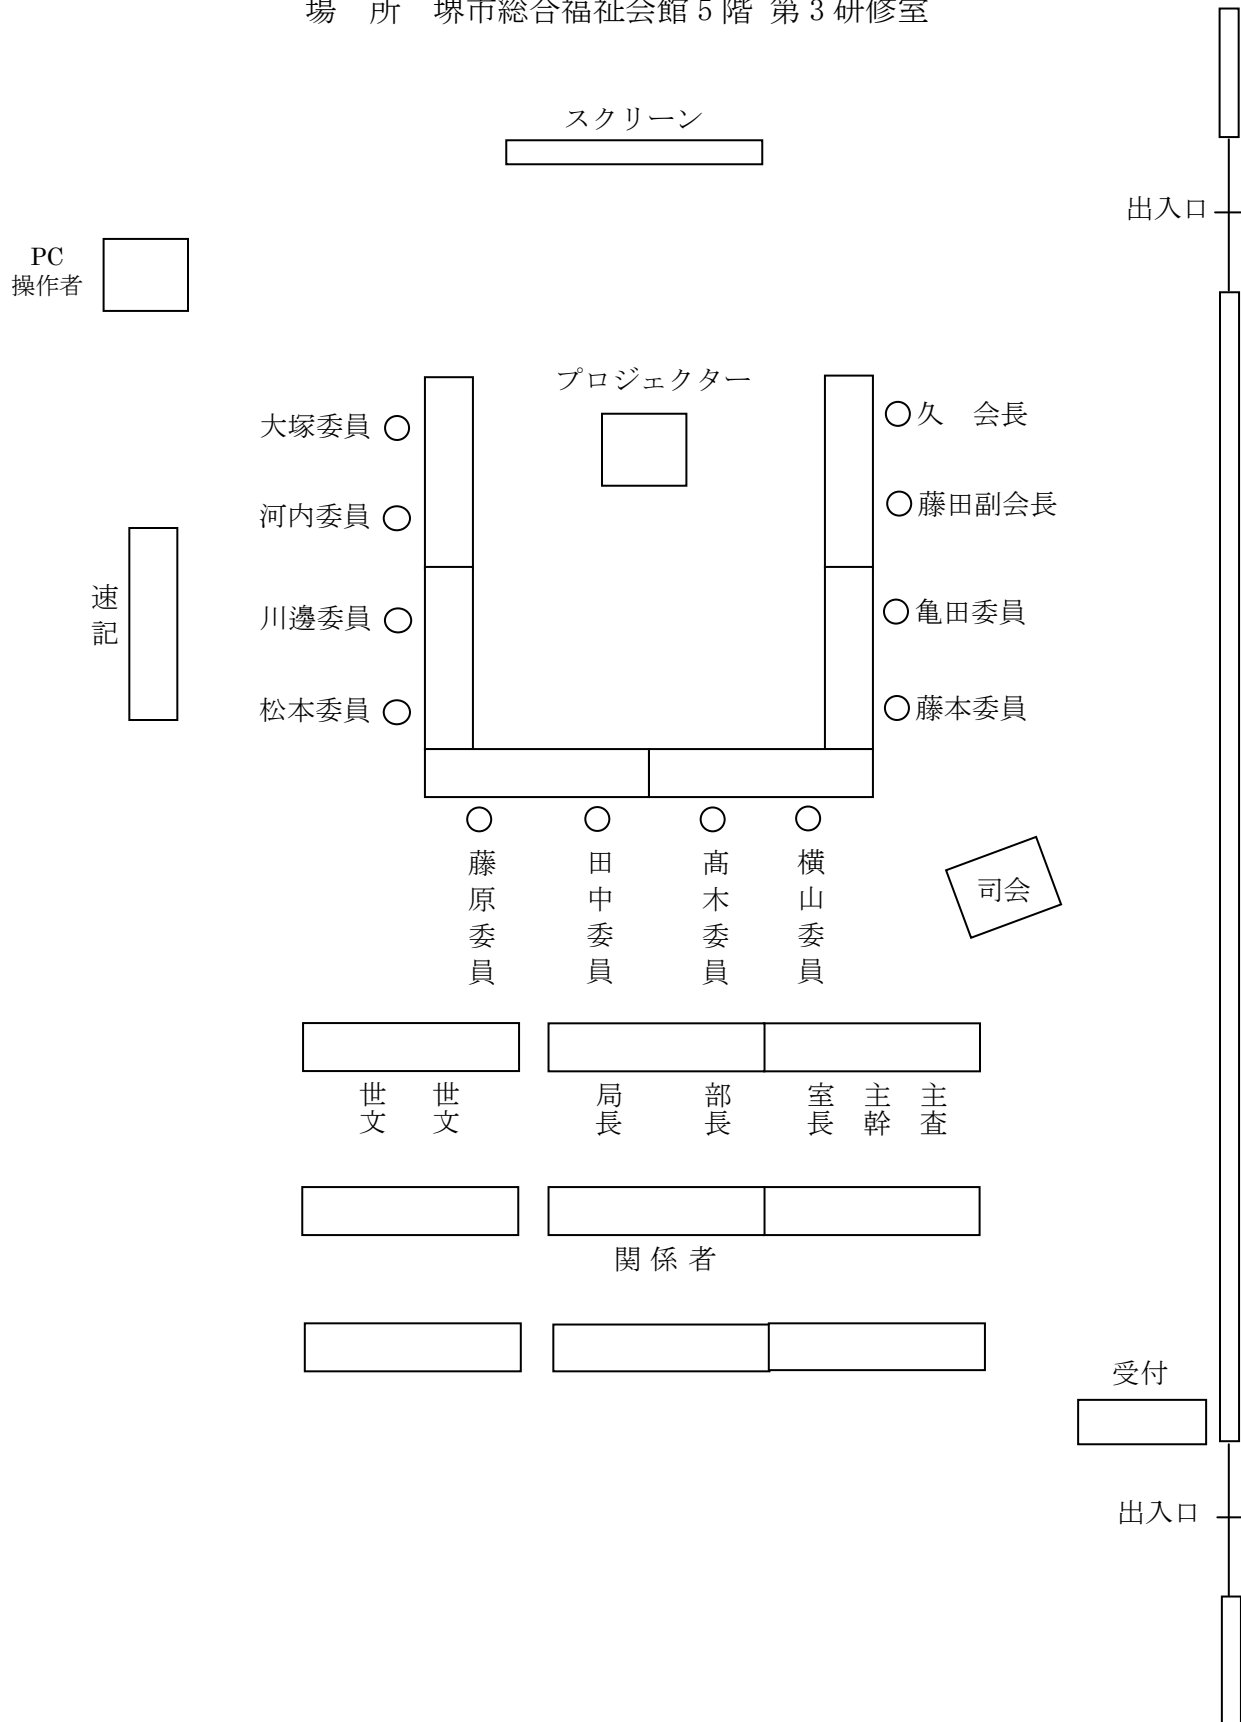 場　所　堺市総合福祉会館５階 第３研修室
スクリーン
出入口
PC
操作者
プロジェクター
大塚委員
久　会長
河内委員
藤田副会長
速記
川邊委員
亀田委員
松本委員
藤本委員
藤原委員
田中委員
髙木委員
横山委員
司会
世文
世文
局長
部長
室長
主幹
主査
関係者
受付
出入口